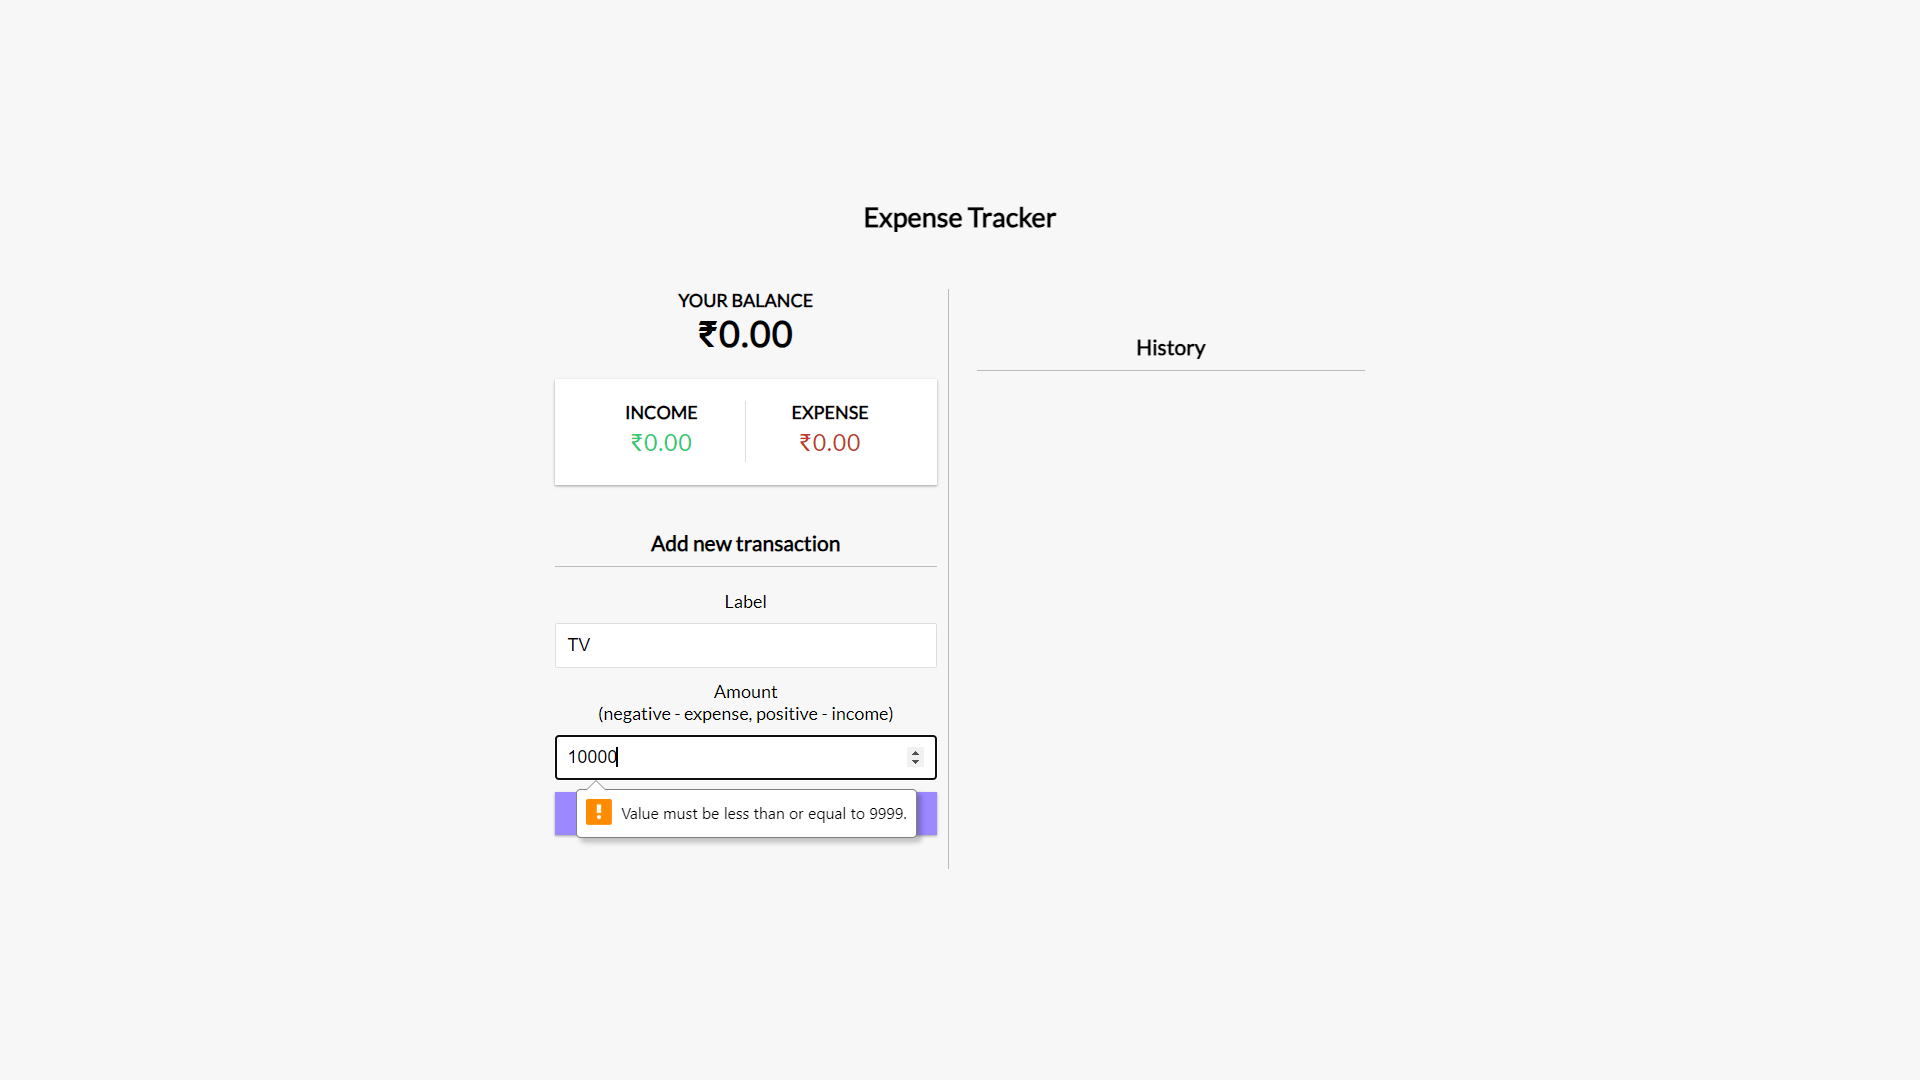 Expense Tracker
YOUR BALANCE
₹0.00
INCOME
₹0.00
EXPENSE
₹0.00
Add new transaction
Label
TV
Amount
(negative - expense, positive - income)
10000
Value must be less than or equal to 9999.
History